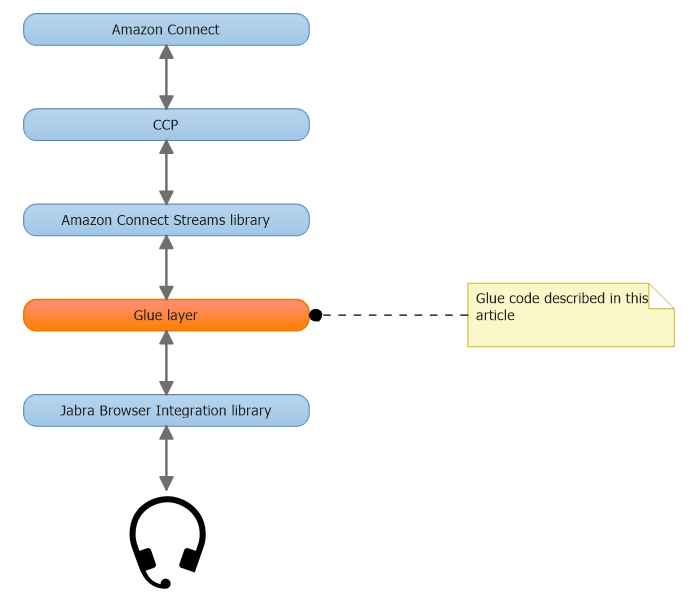 Amazon Connect
CCP
Amazon Connect Streams library
Glue layer
Glue code described in this
article
Jabra Browser Integration library